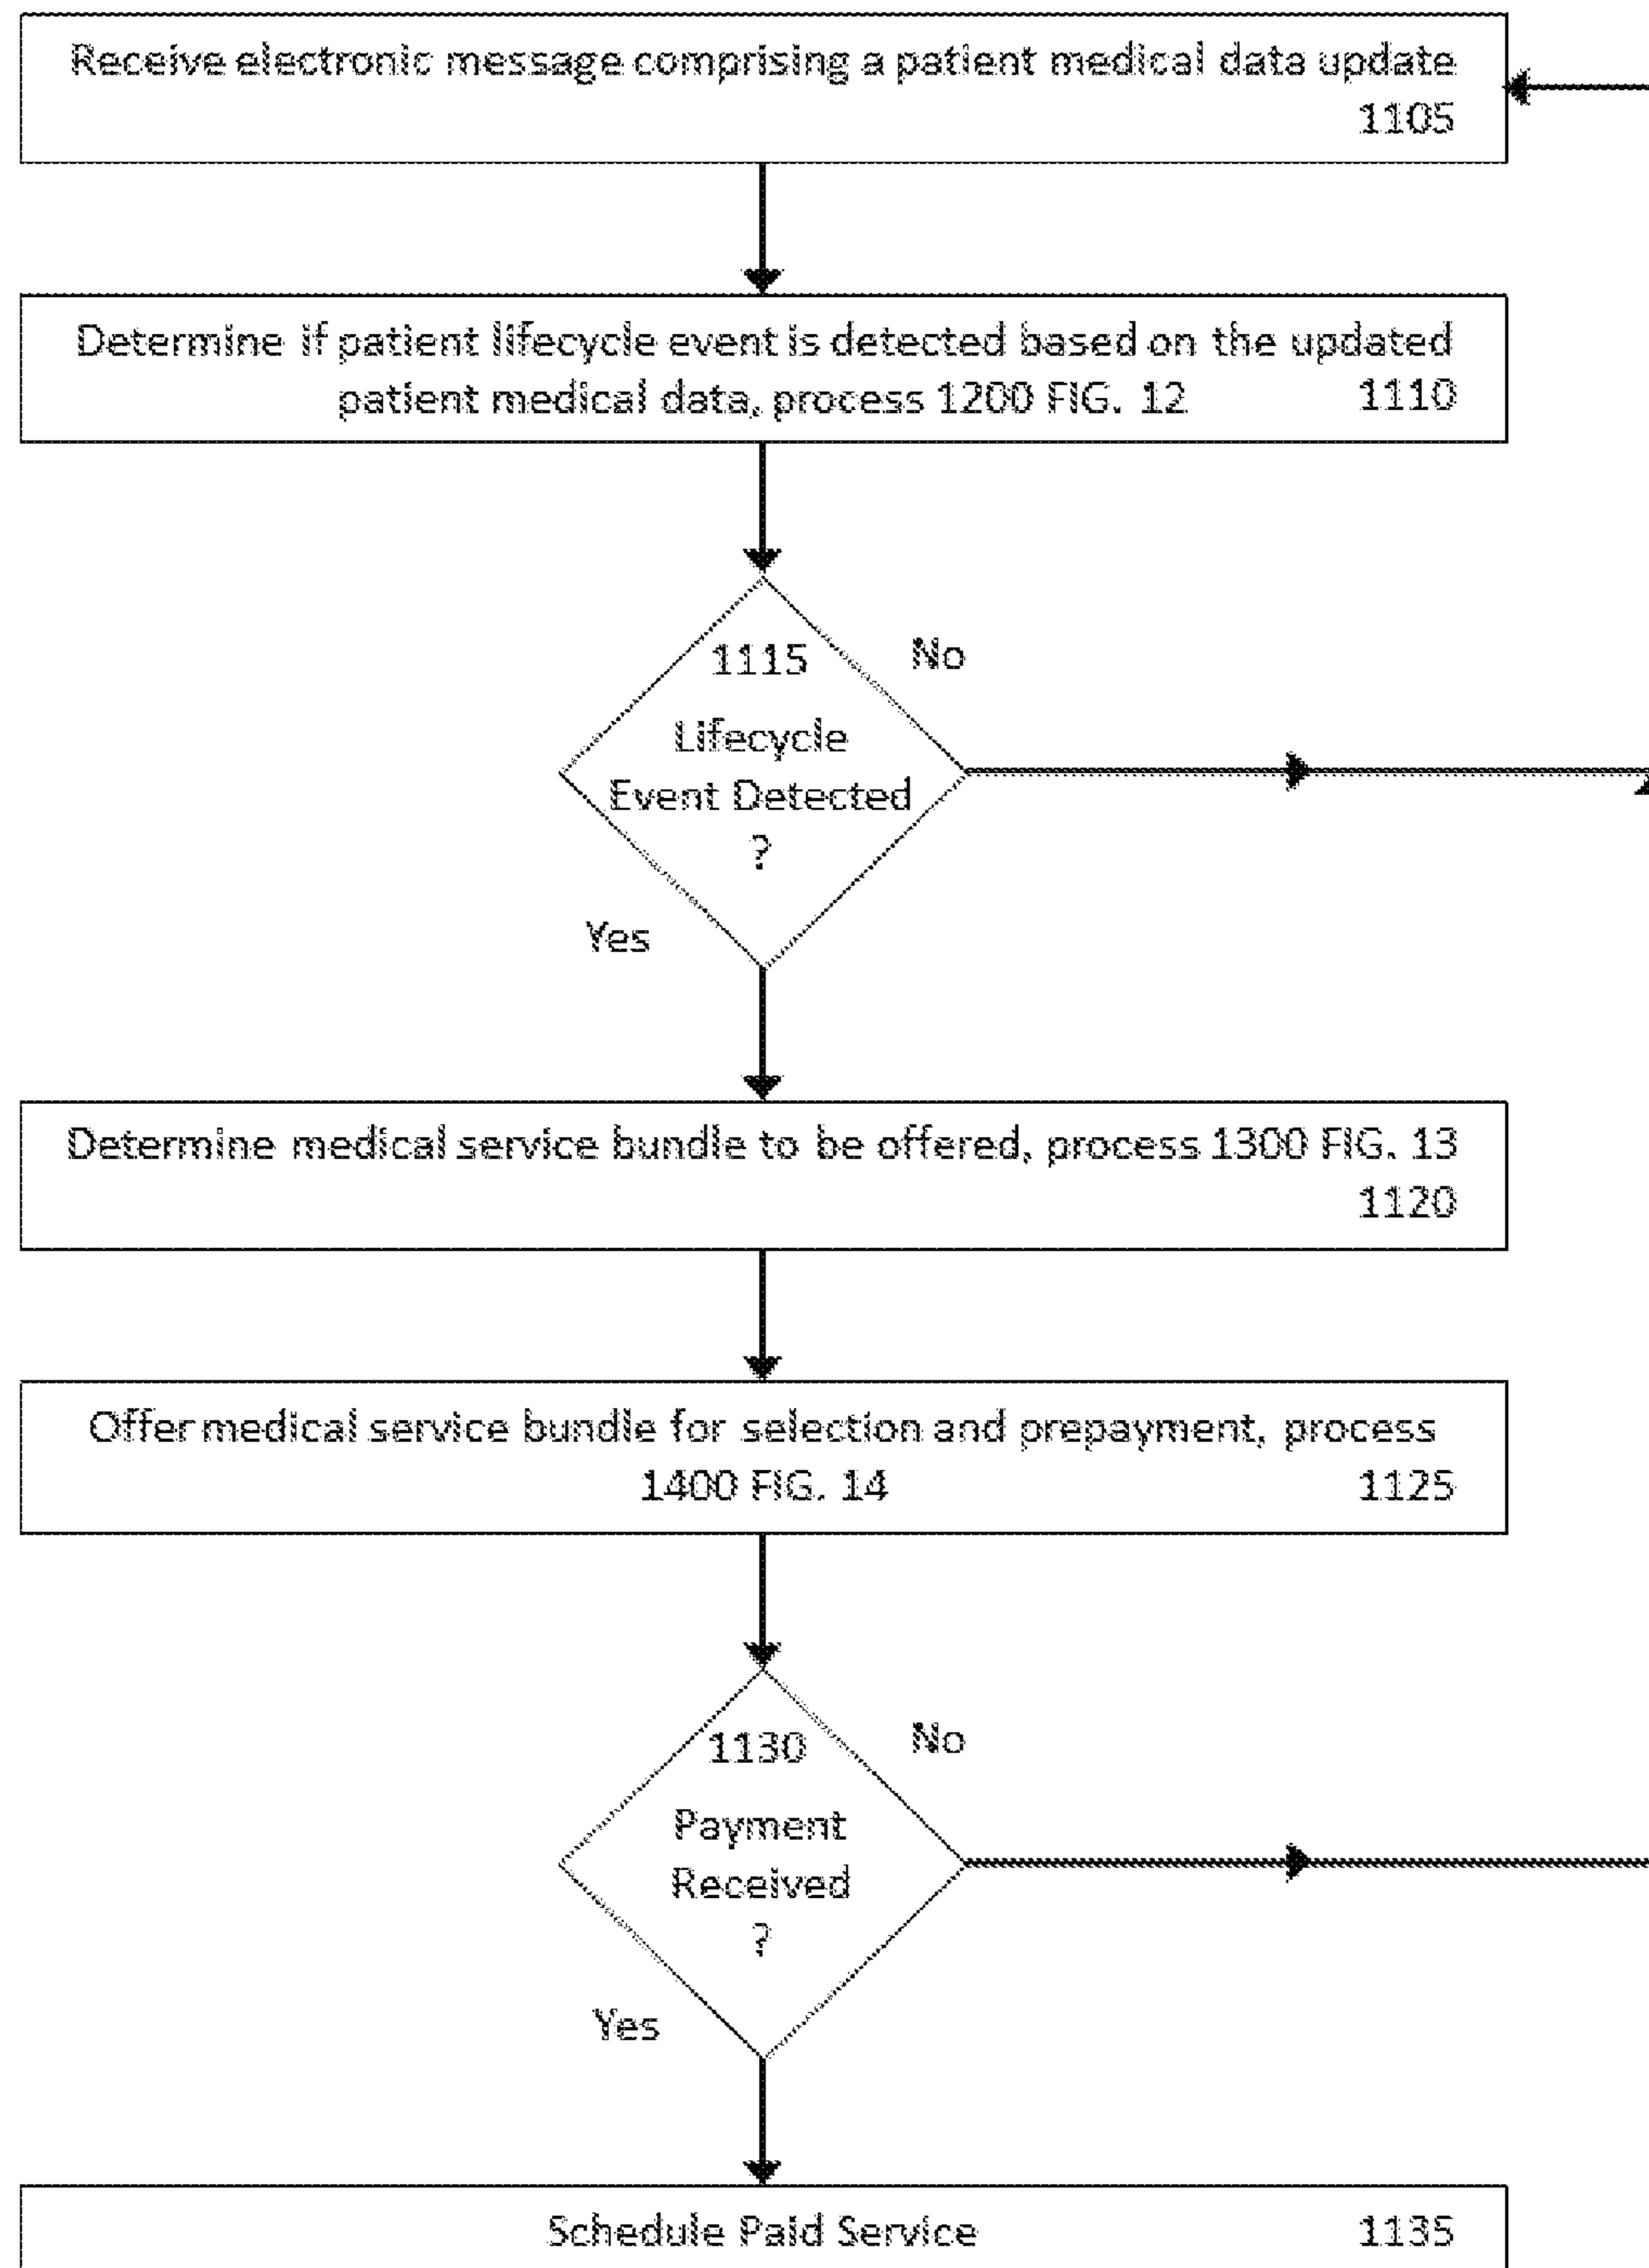 Receive electronic message comprising a patient medical data update
1105
Determine if patient lifecycle event is detected based on the updated
patient medical data, process 1200 FIG. 12 1110
1115
No
Lifecycle
Event Detected
?
Yes
Determine medical service bundle to be offered, process 1300 FIG. 13
1120
Offer medical service bundle for selection and prepayment, process
1400 FIG. 14 1125
1130
No
Payment
Received
?
Yes
Schedule Paid Service 1135